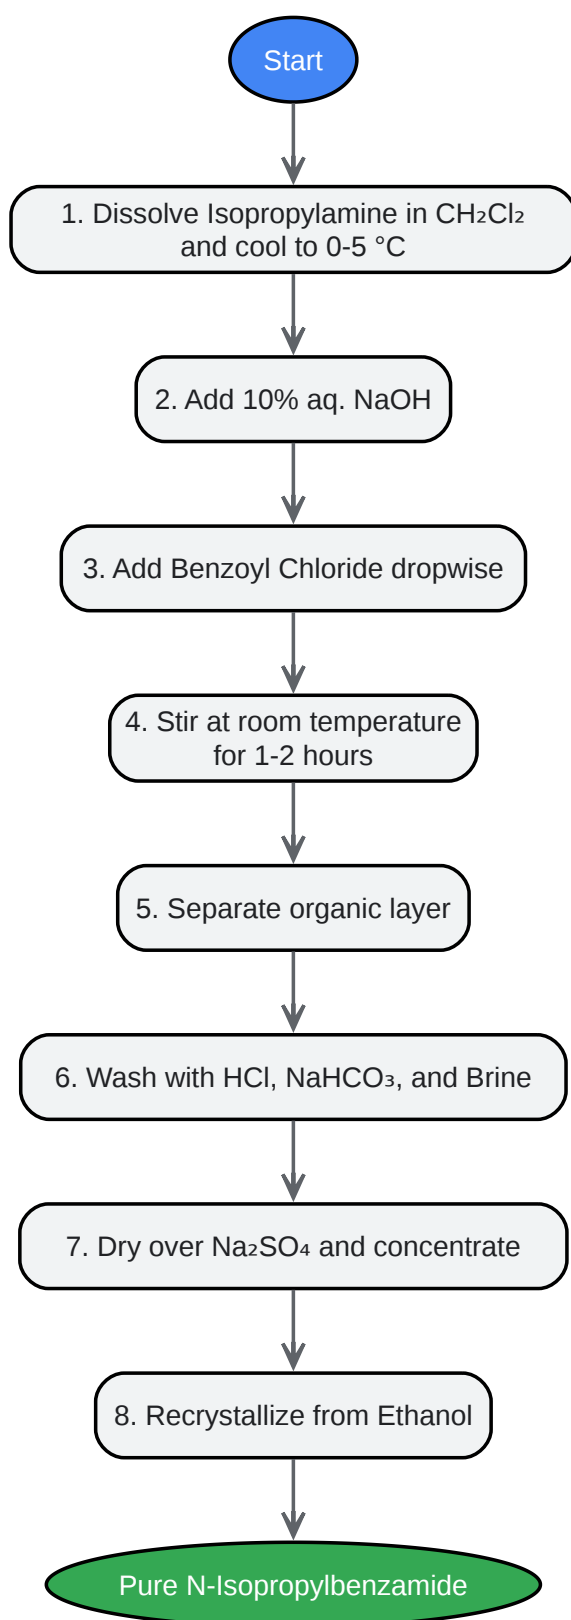 Start
1. Dissolve Isopropylamine in CH₂Cl₂
and cool to 0-5 °C
2. Add 10% aq. NaOH
3. Add Benzoyl Chloride dropwise
4. Stir at room temperature
for 1-2 hours
5. Separate organic layer
6. Wash with HCl, NaHCO₃, and Brine
7. Dry over Na₂SO₄ and concentrate
8. Recrystallize from Ethanol
Pure N-Isopropylbenzamide